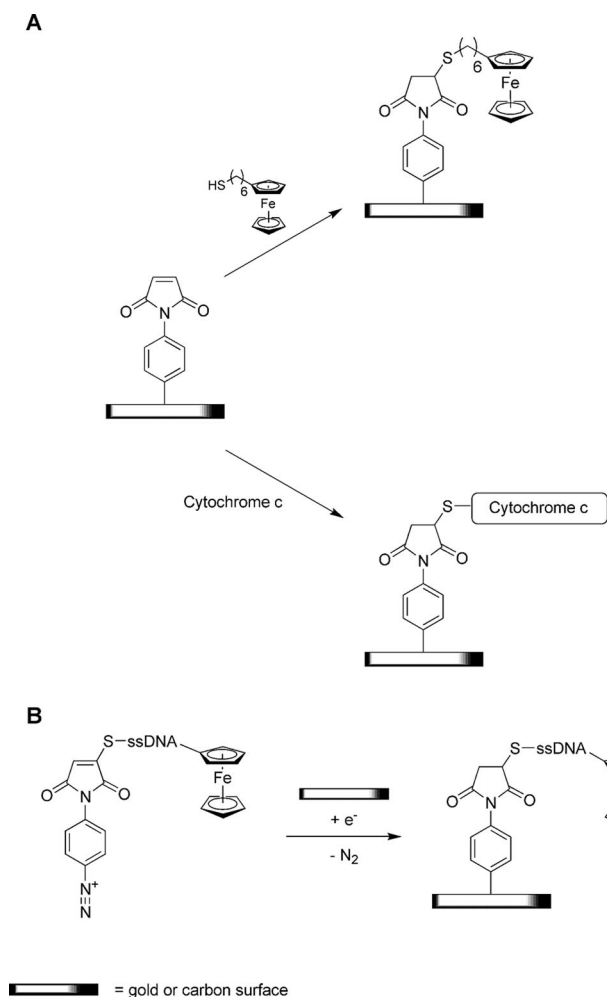 A
S
6
Fe
O
N
O
HS
6
Fe
O
N
O
Cytochrome c
S
Cytochrome c
O
N
O
B
S
ssDNA
Fe
O
N
O
N+
N
+ e-
- N2
S
ssDNA
O
N
O
= gold or carbon surface